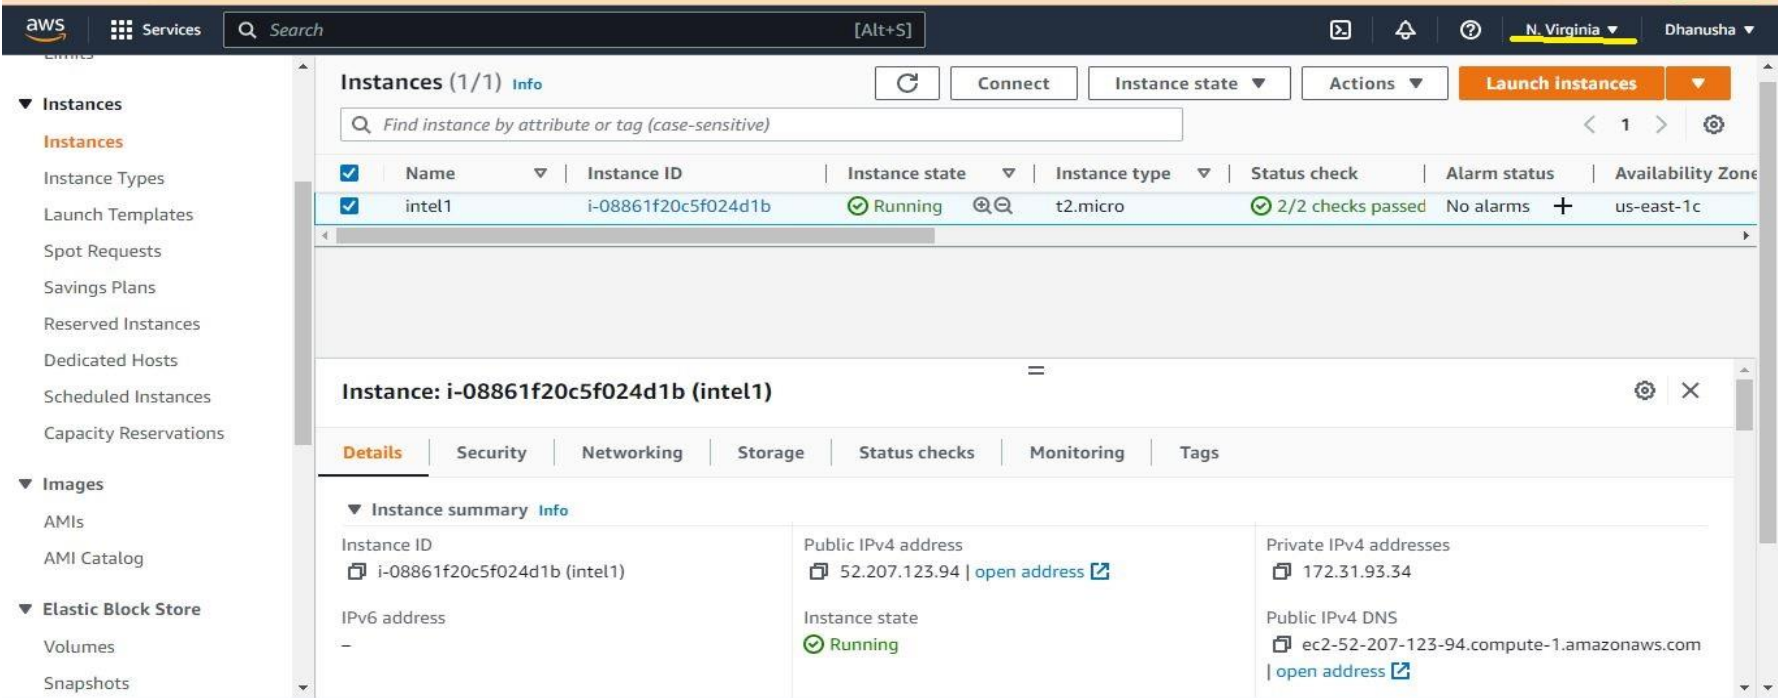 aws Services Search [Alt+S] N. Virginia ▼ Dhanusha ▼
Limits
▼ Instances
Instances
Instance Types
Launch Templates
Spot Requests
Savings Plans
Reserved Instances
Dedicated Hosts
Scheduled Instances
Capacity Reservations
▼ Images
AMIs
AMI Catalog
▼ Elastic Block Store
Volumes
Snapshots
Instances (1/1) Info Connect Instance state ▼ Actions ▼ Launch instances ▼
Find instance by attribute or tag (case-sensitive) < 1 >
Name Instance ID Instance state Instance type Status check Alarm status Availability Zone
intel1 i-08861f20c5f024d1b Running t2.micro 2/2 checks passed No alarms + us-east-1c
Instance: i-08861f20c5f024d1b (intel1)
Details Security Networking Storage Status checks Monitoring Tags
▼ Instance summary Info
Instance ID Public IPv4 address Private IPv4 addresses
i-08861f20c5f024d1b (intel1) 52.207.123.94 | open address 172.31.93.34
IPv6 address Instance state Public IPv4 DNS
– Running ec2-52-207-123-94.compute-1.amazonaws.com
| open address